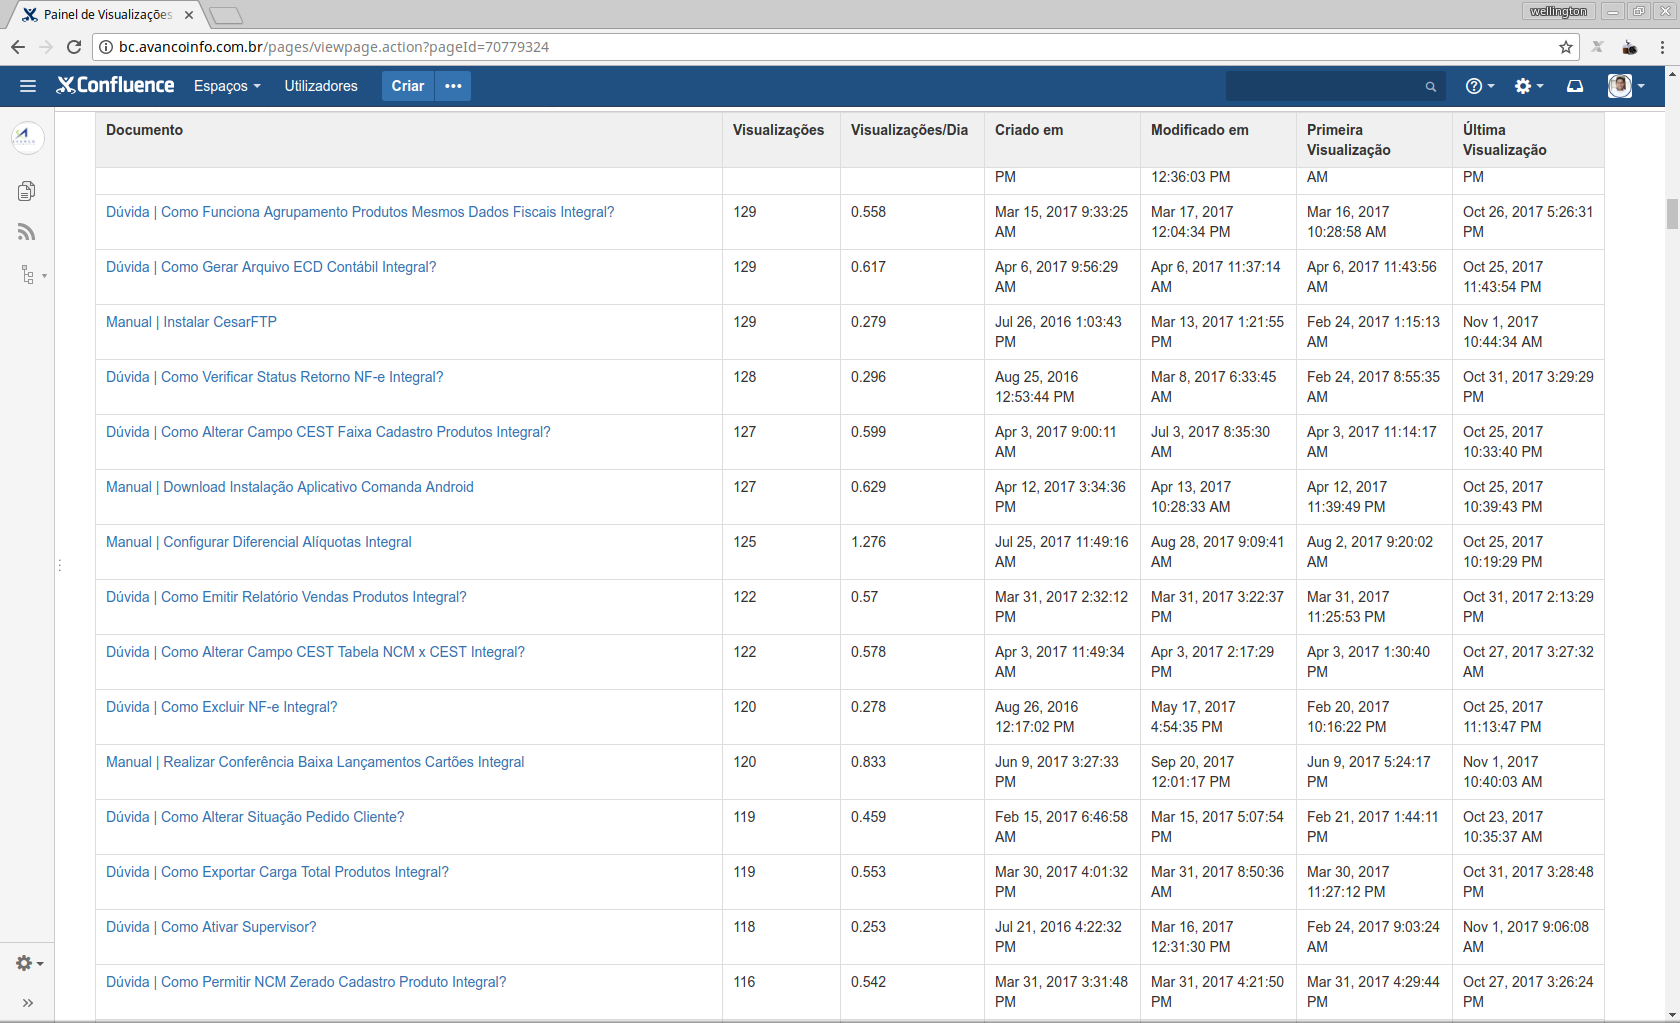 Painel de Visualizações
wellington
bc.avancoinfo.com.br/pages/viewpage.action?pageId=70779324
Confluence Espaços Utilizadores Criar
Documento Visualizações Visualizações/Dia Criado em Modificado em Primeira Última
Visualização Visualização
PM 12:36:03 PM AM PM
Dúvida | Como Funciona Agrupamento Produtos Mesmos Dados Fiscais Integral? 129 0.558 Mar 15, 2017 9:33:25 Mar 17, 2017 Mar 16, 2017 Oct 26, 2017 5:26:31
AM 12:04:34 PM 10:28:58 AM PM
Dúvida | Como Gerar Arquivo ECD Contábil Integral? 129 0.617 Apr 6, 2017 9:56:29 Apr 6, 2017 11:37:14 Apr 6, 2017 11:43:56 Oct 25, 2017
AM AM AM 11:43:54 PM
Manual | Instalar CesarFTP 129 0.279 Jul 26, 2016 1:03:43 Mar 13, 2017 1:21:55 Feb 24, 2017 1:15:13 Nov 1, 2017
PM PM AM 10:44:34 AM
Dúvida | Como Verificar Status Retorno NF-e Integral? 128 0.296 Aug 25, 2016 Mar 8, 2017 6:33:45 Feb 24, 2017 8:55:35 Oct 31, 2017 3:29:29
12:53:44 PM AM AM PM
Dúvida | Como Alterar Campo CEST Faixa Cadastro Produtos Integral? 127 0.599 Apr 3, 2017 9:00:11 Jul 3, 2017 8:35:30 Apr 3, 2017 11:14:17 Oct 25, 2017
AM AM AM 10:33:40 PM
Manual | Download Instalação Aplicativo Comanda Android 127 0.629 Apr 12, 2017 3:34:36 Apr 13, 2017 Apr 12, 2017 Oct 25, 2017
PM 10:28:33 AM 11:39:49 PM 10:39:43 PM
Manual | Configurar Diferencial Alíquotas Integral 125 1.276 Jul 25, 2017 11:49:16 Aug 28, 2017 9:09:41 Aug 2, 2017 9:20:02 Oct 25, 2017
AM AM AM 10:19:29 PM
Dúvida | Como Emitir Relatório Vendas Produtos Integral? 122 0.57 Mar 31, 2017 2:32:12 Mar 31, 2017 3:22:37 Mar 31, 2017 Oct 31, 2017 2:13:29
PM PM 11:25:53 PM PM
Dúvida | Como Alterar Campo CEST Tabela NCM x CEST Integral? 122 0.578 Apr 3, 2017 11:49:34 Apr 3, 2017 2:17:29 Apr 3, 2017 1:30:40 Oct 27, 2017 3:27:32
AM PM PM AM
Dúvida | Como Excluir NF-e Integral? 120 0.278 Aug 26, 2016 May 17, 2017 Feb 20, 2017 Oct 25, 2017
12:17:02 PM 4:54:35 PM 10:16:22 PM 11:13:47 PM
Manual | Realizar Conferência Baixa Lançamentos Cartões Integral 120 0.833 Jun 9, 2017 3:27:33 Sep 20, 2017 Jun 9, 2017 5:24:17 Nov 1, 2017
PM 12:01:17 PM PM 10:40:03 AM
Dúvida | Como Alterar Situação Pedido Cliente? 119 0.459 Feb 15, 2017 6:46:58 Mar 15, 2017 5:07:54 Feb 21, 2017 1:44:11 Oct 23, 2017
AM PM PM 10:35:37 AM
Dúvida | Como Exportar Carga Total Produtos Integral? 119 0.553 Mar 30, 2017 4:01:32 Mar 31, 2017 8:50:36 Mar 30, 2017 Oct 31, 2017 3:28:48
PM AM 11:27:12 PM PM
Dúvida | Como Ativar Supervisor? 118 0.253 Jul 21, 2016 4:22:32 Mar 16, 2017 Feb 24, 2017 9:03:24 Nov 1, 2017 9:06:08
PM 12:31:30 PM AM AM
Dúvida | Como Permitir NCM Zerado Cadastro Produto Integral? 116 0.542 Mar 31, 2017 3:31:48 Mar 31, 2017 4:21:50 Mar 31, 2017 4:29:44 Oct 27, 2017 3:26:24
PM PM PM PM